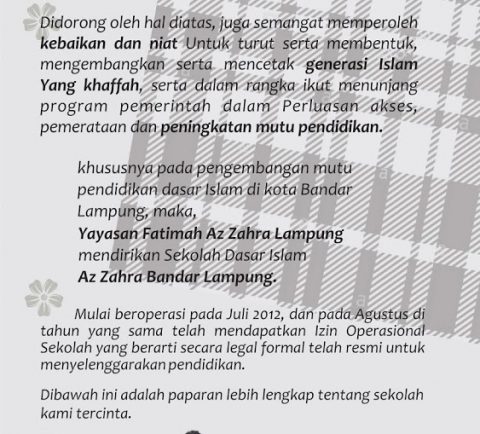 Didorong oleh hal diatas, juga semangat memperoleh
kebaikan dan niat Untuk turut serta membentuk,
mengembangkan serta mencetak generasi Islam
Yang khaffah, serta dalam rangka ikut menunjang
program pemerintah dalam Perluasan akses,
pemerataan dan peningkatan mutu pendidikan.
khususnya pada pengembangan mutu
pendidikan dasar Islam di kota Bandar
Lampung, maka,
Yayasan Fatimah Az Zahra Lampung
mendirikan Sekolah Dasar Islam
Az Zahra Bandar Lampung.
Mulai beroperasi pada Juli 2012, dan pada Agustus di
tahun yang sama telah mendapatkan Izin Operasional
Sekolah yang berarti secara legal formal telah resmi untuk
menyelenggarakan pendidikan.
Dibawah ini adalah paparan lebih lengkap tentang sekolah
kami tercinta.